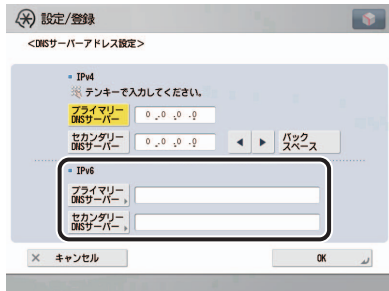 設定/登録
<DNSサーバーアドレス設定>
▪ IPv4
テンキーで入力してください。
プライマリー
DNSサーバー
0 .0 .0 .0
セカンダリー
DNSサーバー
0 .0 .0 .0
◀ ▶
バック
スペース
▪ IPv6
プライマリー
DNSサーバー
セカンダリー
DNSサーバー
× キャンセル
OK